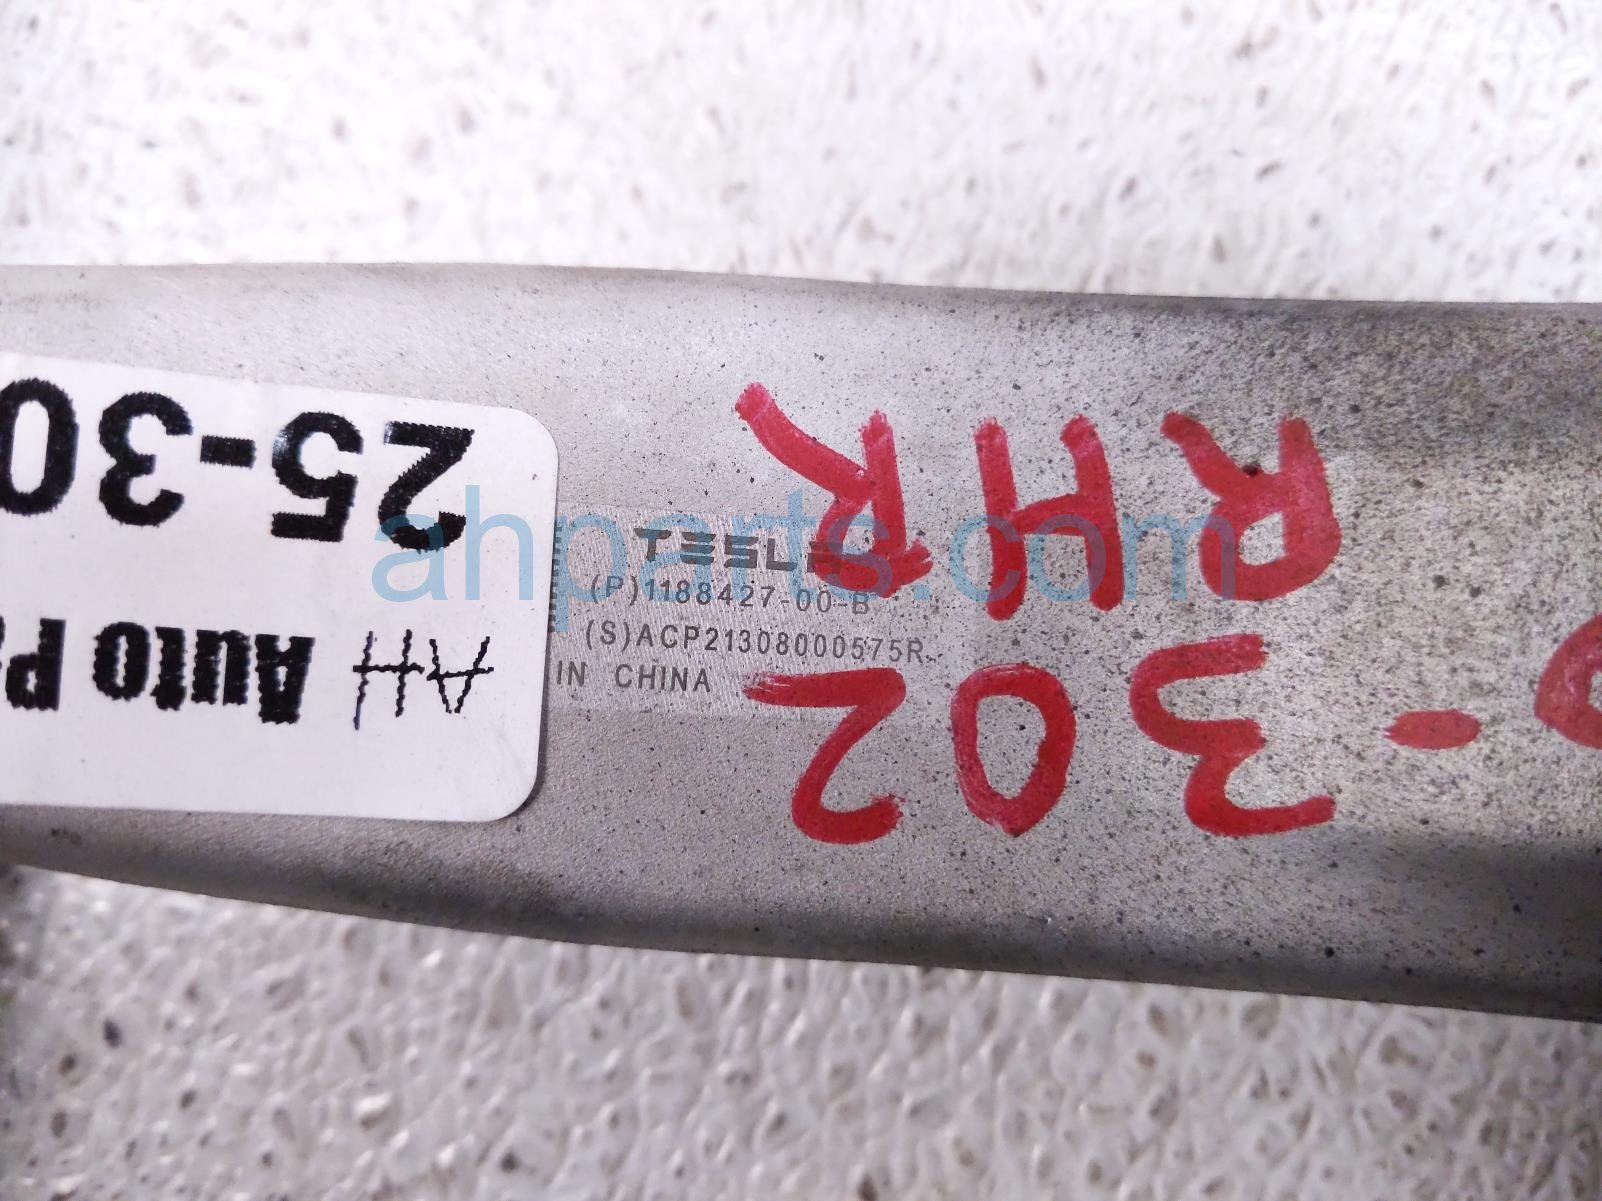 TESLA
(P)1188427-00-B
(S)ACP21308000575R
IN CHINA
25-30
AH Auto
RHR
-302
ahparts.com